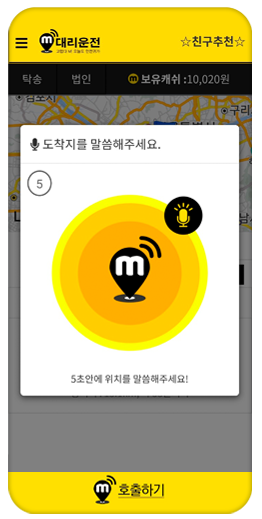 대리운전
☆친구추천☆
탁송
법인
보유캐쉬 :10,020원
김포시
구리
도착지를 말씀해주세요.
5
m
5초안에 위치를 말씀해주세요!
호출하기